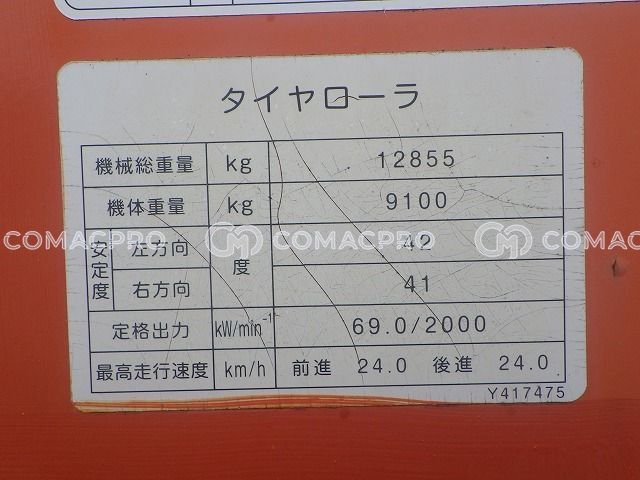 タイヤローラ
機械総重量 kg 12855
機体重量 kg 9100
安定度 左方向 度 42
右方向 41
定格出力 kW/min⁻¹ 69.0/2000
最高走行速度 km/h 前進 24.0 後進 24.0
Y417475
COMACPRO COMACPRO COMAC